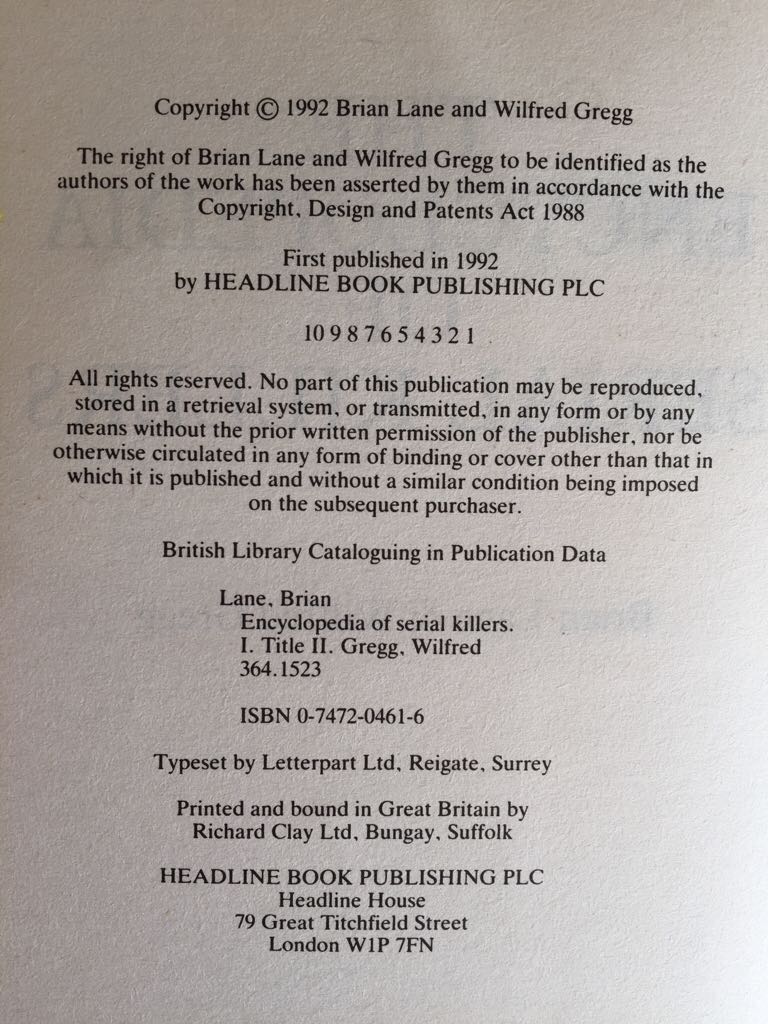 Copyright © 1992 Brian Lane and Wilfred Gregg
The right of Brian Lane and Wilfred Gregg to be identified as the
authors of the work has been asserted by them in accordance with the
Copyright, Design and Patents Act 1988
First published in 1992
by HEADLINE BOOK PUBLISHING PLC
10 9 8 7 6 5 4 3 2 1
All rights reserved. No part of this publication may be reproduced,
stored in a retrieval system, or transmitted, in any form or by any
means without the prior written permission of the publisher, nor be
otherwise circulated in any form of binding or cover other than that in
which it is published and without a similar condition being imposed
on the subsequent purchaser.
British Library Cataloguing in Publication Data
Lane, Brian
Encyclopedia of serial killers.
I. Title II. Gregg, Wilfred
364.1523
ISBN 0-7472-0461-6
Typeset by Letterpart Ltd, Reigate, Surrey
Printed and bound in Great Britain by
Richard Clay Ltd, Bungay, Suffolk
HEADLINE BOOK PUBLISHING PLC
Headline House
79 Great Titchfield Street
London W1P 7FN